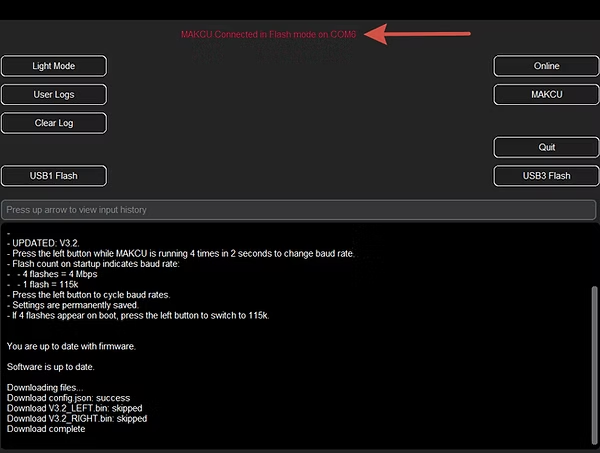 MAKCU Connected in Flash mode on COM6
Light Mode
Online
User Logs
MAKCU
Clear Log
Quit
USB1 Flash
USB3 Flash
Press up arrow to view input history
-
- UPDATED: V3.2.
- Press the left button while MAKCU is running 4 times in 2 seconds to change baud rate.
- Flash count on startup indicates baud rate:
-   - 4 flashes = 4 Mbps
-   - 1 flash = 115k
- Press the left button to cycle baud rates.
- Settings are permanently saved.
- If 4 flashes appear on boot, press the left button to switch to 115k.
You are up to date with firmware.
Software is up to date.
Downloading files...
Download config.json: success
Download V3.2_LEFT.bin: skipped
Download V3.2_RIGHT.bin: skipped
Download complete